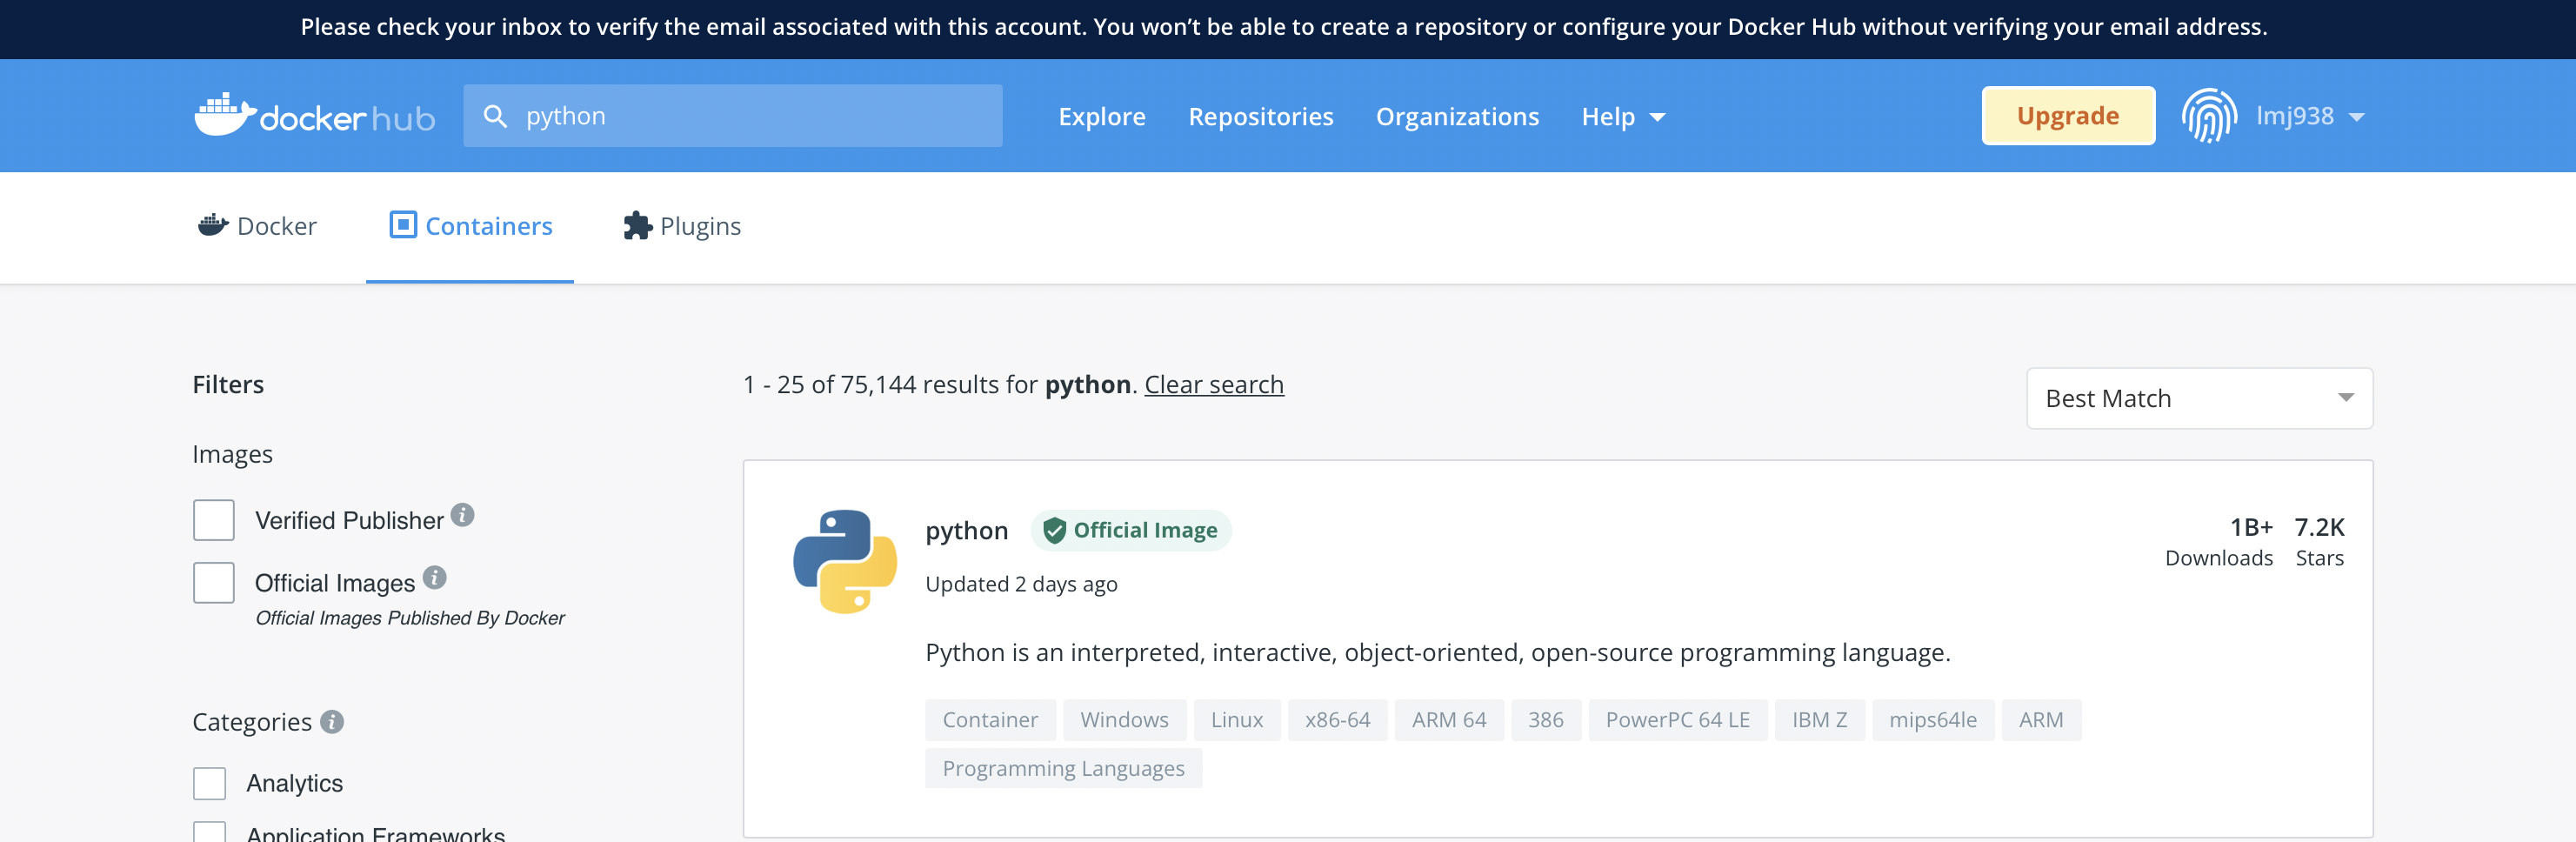 Please check your inbox to verify the email associated with this account. You won't be able to create a repository or configure your Docker Hub without verifying your email address.
docker hub
python
Explore
Repositories
Organizations
Help
Upgrade
lmj938
Docker
Containers
Plugins
Filters
1 - 25 of 75,144 results for python. Clear search
Best Match
Images
Verified Publisher
Official Images
Official Images Published By Docker
Categories
Analytics
Application Frameworks
python
Official Image
1B+
7.2K
Downloads
Stars
Updated 2 days ago
Python is an interpreted, interactive, object-oriented, open-source programming language.
Container
Windows
Linux
x86-64
ARM 64
386
PowerPC 64 LE
IBM Z
mips64le
ARM
Programming Languages